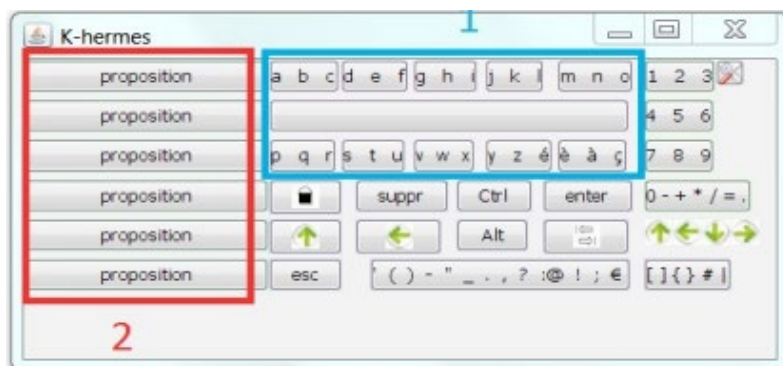 1
K-hermes
proposition a b c d e f g h i j k l m n o 1 2 3
proposition 4 5 6
proposition p q r s t u v w x y z é è à ç 7 8 9
proposition suppr Ctrl enter 0 - + * / = .
proposition Alt
proposition esc ' ( ) - " _ . , ? : @ ! ; € [ ] { } # |
2